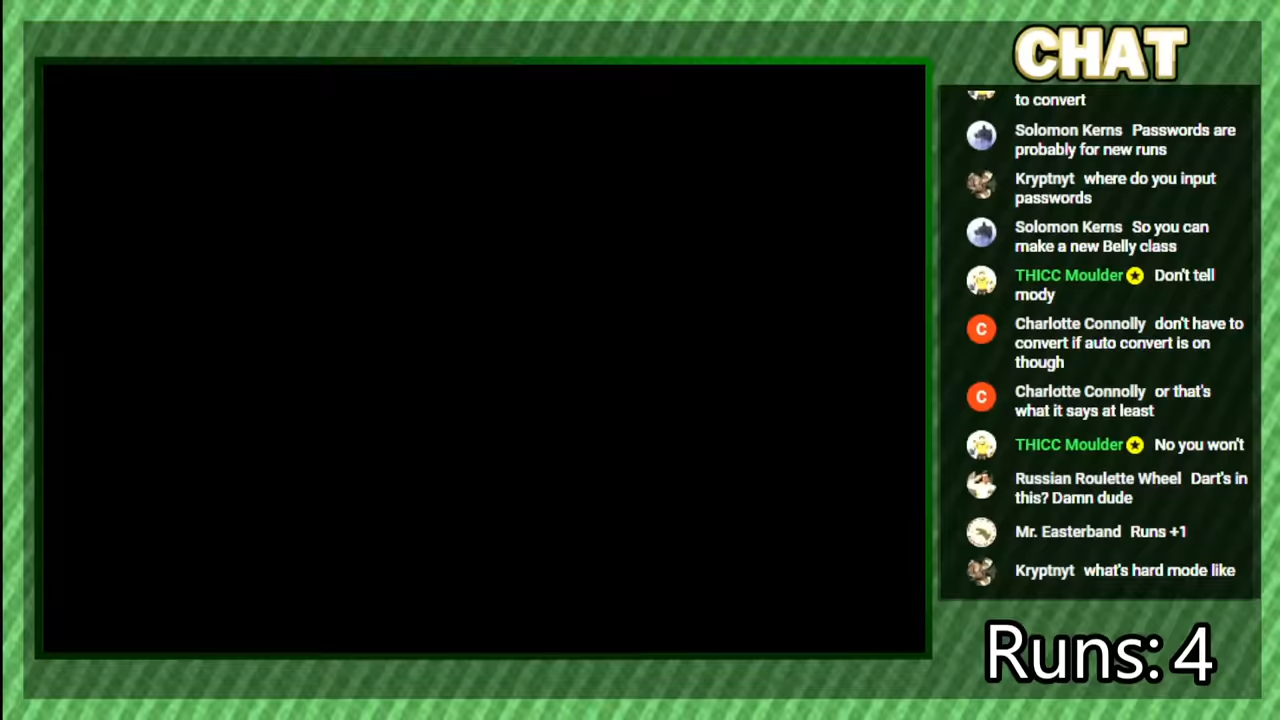 CHAT
to convert
Solomon Kerns Passwords are
probably for new runs
Kryptnyt where do you input
passwords
Solomon Kerns So you can
make a new Belly class
THICC Moulder Don't tell
mody
C
Charlotte Connolly don't have to
convert if auto convert is on
though
C
Charlotte Connolly or that's
what it says at least
THICC Moulder No you won't
Russian Roulette Wheel Dart's in
this? Damn dude
Mr. Easterband Runs +1
Kryptnyt what's hard mode like
Runs: 4